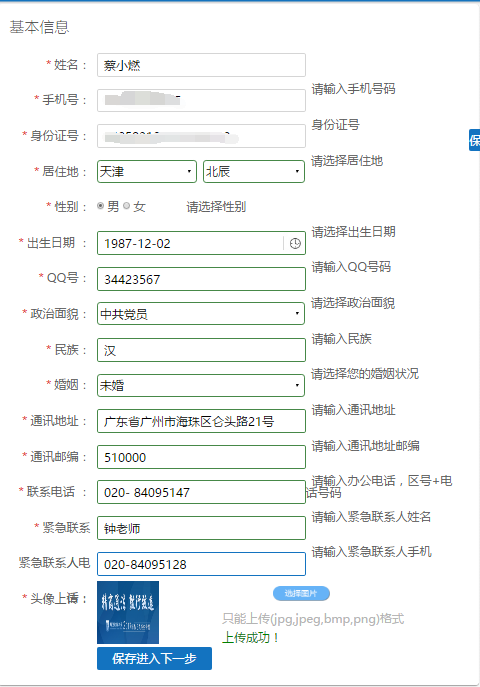 基本信息
* 姓名： 蔡小燃
* 手机号： 请输入手机号码
* 身份证号： 身份证号
保
* 居住地： 天津 北辰 请选择居住地
* 性别： 男 女 请选择性别
* 出生日期 ： 1987-12-02 请选择出生日期
* QQ号： 34423567 请输入QQ号码
* 政治面貌： 中共党员 请选择政治面貌
* 民族： 汉 请输入民族
* 婚姻： 未婚 请选择您的婚姻状况
* 通讯地址： 广东省广州市海珠区仑头路21号 请输入通讯地址
* 通讯邮编： 510000 请输入通讯地址邮编
* 联系电话 ： 020- 84095147 请输入办公电话，区号+电
话号码
* 紧急联系 钟老师 请输入紧急联系人姓名
紧急联系人电 020-84095128 请输入紧急联系人手机
* 头像上传： 选择图片
只能上传(jpg,jpeg,bmp,png)格式
上传成功！
保存进入下一步